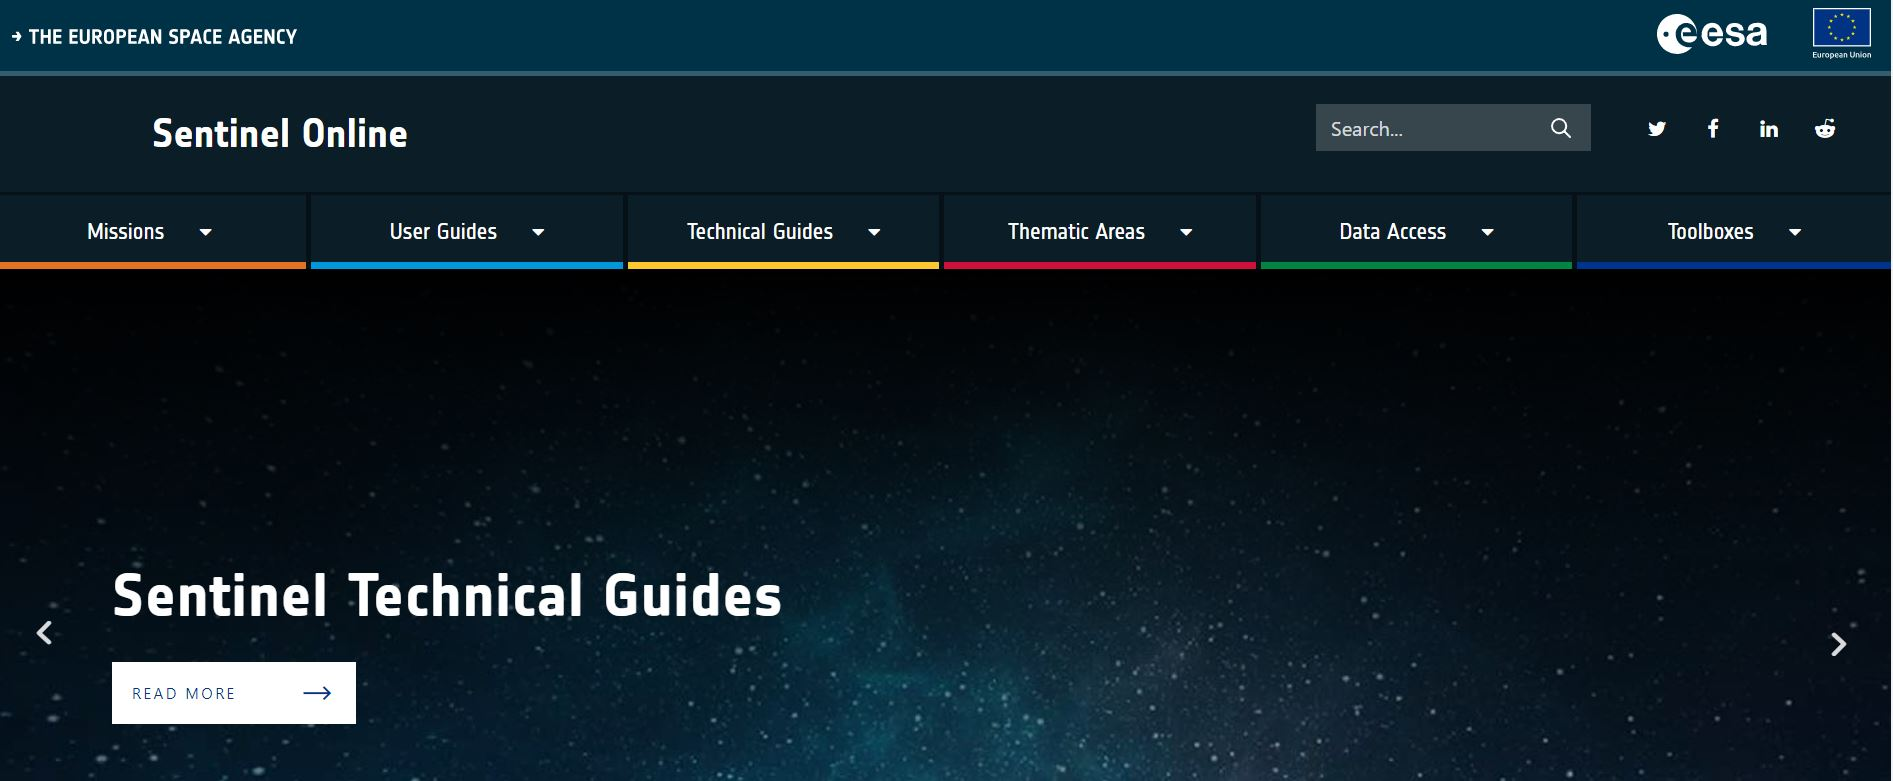 THE EUROPEAN SPACE AGENCY
esa
European Union
Sentinel Online
Search...
Missions
User Guides
Technical Guides
Thematic Areas
Data Access
Toolboxes
Sentinel Technical Guides
READ MORE